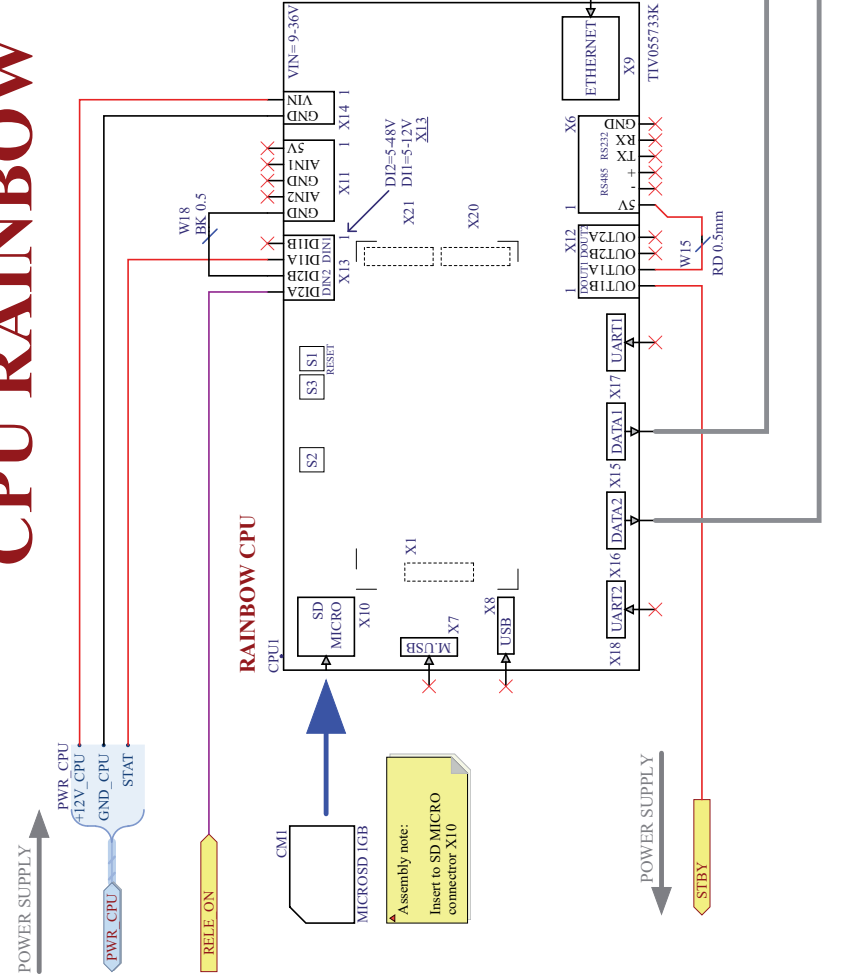 CPU RAINBOW
VIN= 9-36V
ETHERNET
X9
TIV055733K
VIN
GND
1
X14
5V
AIN1
GND
AIN2
GND
1
X11
DI2=5-48V
DI1=5-12V
X13
X6
GND
RX
TX
+
-
5V
RS232
RS485
1
W18
BK 0.5
DI1B
DI1A
DI2B
DI2A
DIN1
DIN2
1
X13
X21
X20
X12
OUT2A
OUT2B
OUT1A
OUT1B
DOUT2
DOUT1
1
W15
RD 0.5mm
S1
RESET
S3
S2
UART1
X17
DATA1
X15
DATA2
X16
UART2
X18
RAINBOW CPU
CPU1
SD
MICRO
X10
X1
M.USB
X7
USB
X8
PWR_CPU
+12V_CPU
GND_CPU
STAT
POWER SUPPLY
PWR_CPU
RELE_ON
CM1
MICROSD 1GB
Assembly note:
Insert to SD MICRO
connectror X10
POWER SUPPLY
STBY